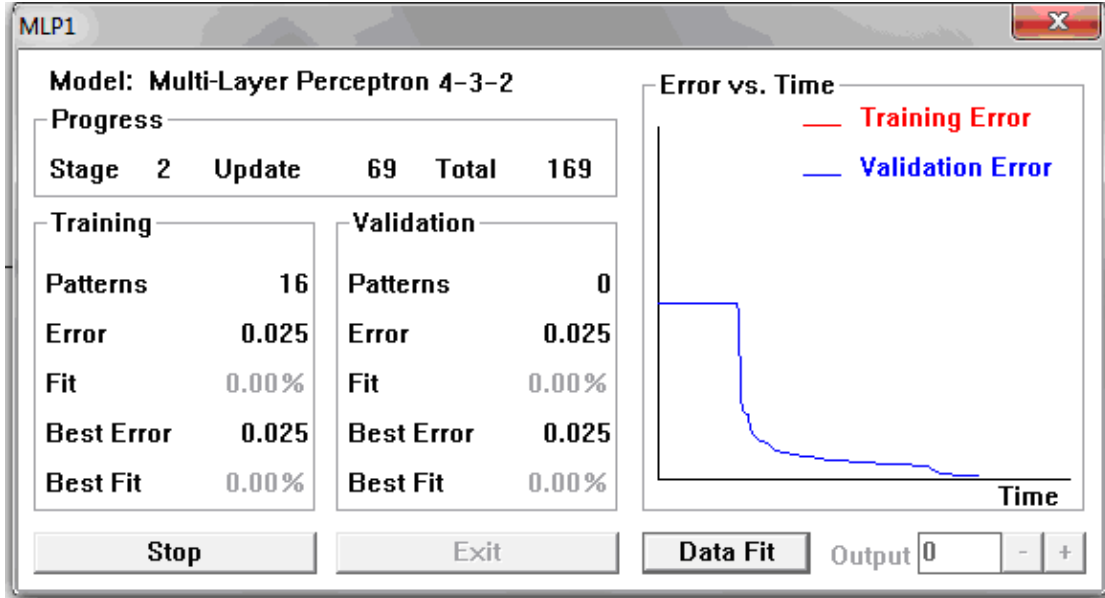 MLP1
Model: Multi-Layer Perceptron 4-3-2
Progress
Stage 2 Update 69 Total 169
Training
Patterns 16
Error 0.025
Fit 0.00%
Best Error 0.025
Best Fit 0.00%
Validation
Patterns 0
Error 0.025
Fit 0.00%
Best Error 0.025
Best Fit 0.00%
Error vs. Time
Training Error
Validation Error
Time
Stop
Exit
Data Fit
Output 0 - +